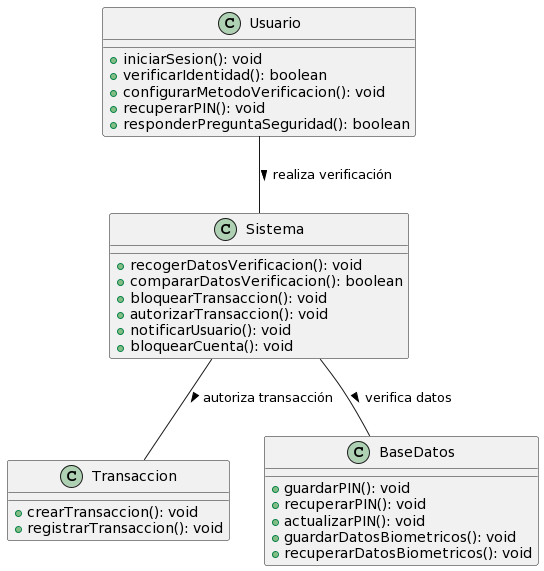 C Usuario
iniciarSesion(): void
verificarIdentidad(): boolean
configurarMetodoVerificacion(): void
recuperarPIN(): void
responderPreguntaSeguridad(): boolean
realiza verificación
C Sistema
recogerDatosVerificacion(): void
compararDatosVerificacion(): boolean
bloquearTransaccion(): void
autorizarTransaccion(): void
notificarUsuario(): void
bloquearCuenta(): void
autoriza transacción
verifica datos
C Transaccion
crearTransaccion(): void
registrarTransaccion(): void
C BaseDatos
guardarPIN(): void
recuperarPIN(): void
actualizarPIN(): void
guardarDatosBiometricos(): void
recuperarDatosBiometricos(): void